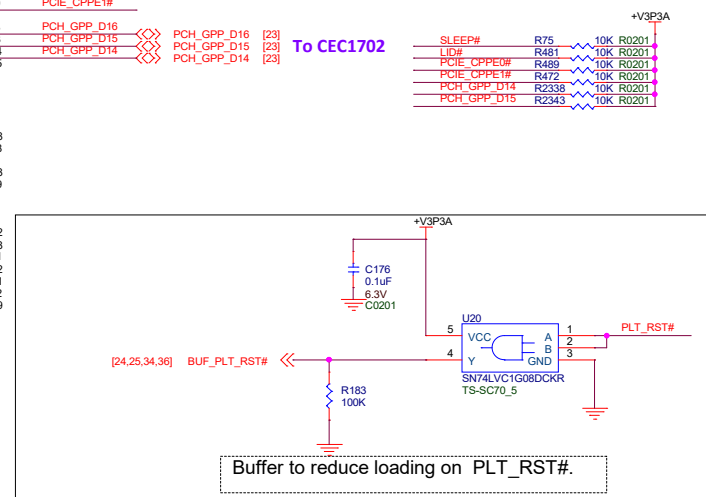 PCIE_CPPE1#
PCH_GPP_D16 PCH_GPP_D16 [23]
PCH_GPP_D15 PCH_GPP_D15 [23]
PCH_GPP_D14 PCH_GPP_D14 [23]
To CEC1702
+V3P3A
SLEEP# R75 10K R0201
LID# R481 10K R0201
PCIE_CPPE0# R489 10K R0201
PCIE_CPPE1# R472 10K R0201
PCH_GPP_D14 R2338 10K R0201
PCH_GPP_D15 R2343 10K R0201
+V3P3A
C176
0.1uF
6.3V
C0201
U20
5 VCC A 1 PLT_RST#
B 2
4 Y GND 3
[24,25,34,36] BUF_PLT_RST#
SN74LVC1G08DCKR
TS-SC70_5
R183
100K
Buffer to reduce loading on PLT_RST#.